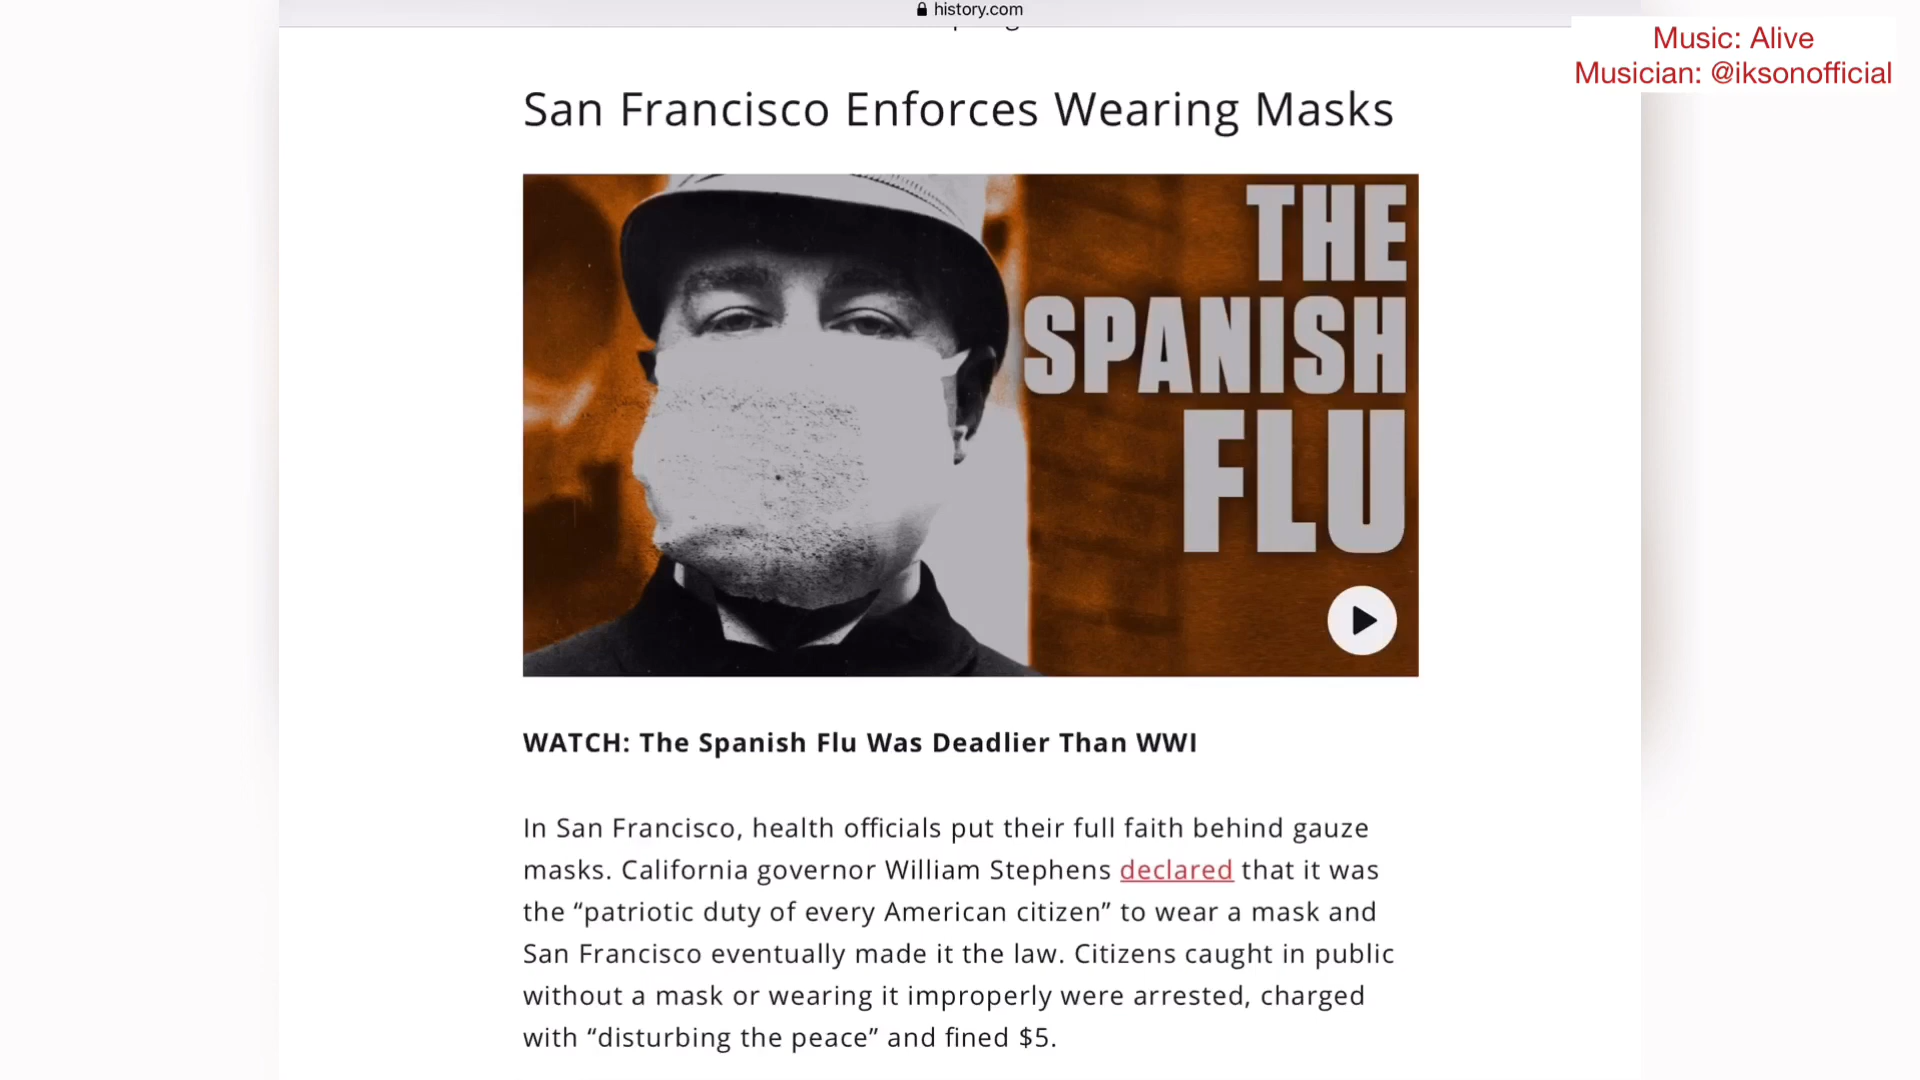 history.com
Music: Alive
Musician: @iksonofficial
San Francisco Enforces Wearing Masks
THE
SPANISH
FLU
WATCH: The Spanish Flu Was Deadlier Than WWI
In San Francisco, health officials put their full faith behind gauze
masks. California governor William Stephens declared that it was
the “patriotic duty of every American citizen” to wear a mask and
San Francisco eventually made it the law. Citizens caught in public
without a mask or wearing it improperly were arrested, charged
with “disturbing the peace” and fined $5.